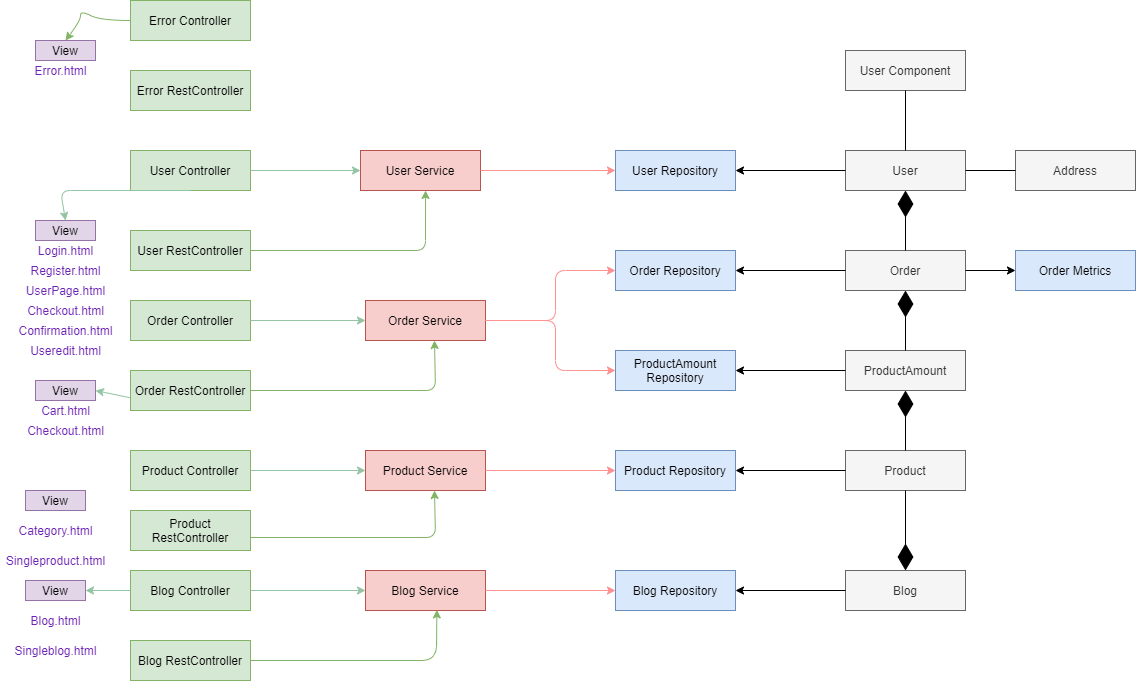 Error Controller
View
Error.html
User Component
Error RestController
User Controller
User Service
User Repository
User
Address
View
Login.html
User RestController
Register.html
Order Repository
Order
Order Metrics
UserPage.html
Checkout.html
Order Controller
Order Service
Confirmation.html
Useredit.html
ProductAmount
Repository
ProductAmount
View
Order RestController
Cart.html
Checkout.html
Product Controller
Product Service
Product Repository
Product
View
Category.html
Product
RestController
Singleproduct.html
View
Blog Controller
Blog Service
Blog Repository
Blog
Blog.html
Singleblog.html
Blog RestController